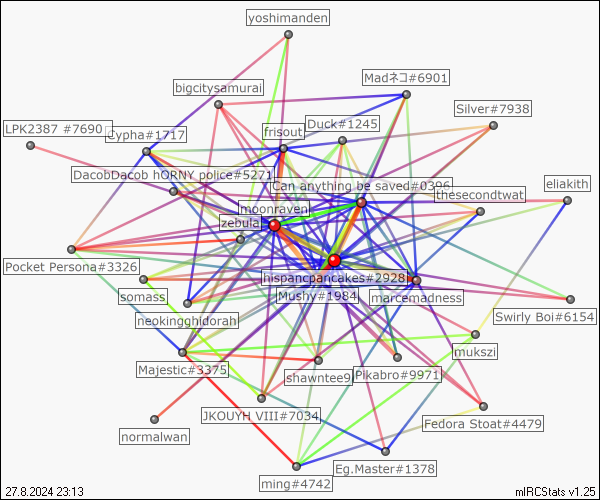 yoshimanden
Madネコ#6901
bigcitysamurai
Silver#7938
LPK2387 #7690
Cypha#1717
frisout
Duck#1245
DacobDacob hORNY police#5271
Can anything be saved#0396
eliakith
thesecondtwat
moonraven
zebula
Pocket Persona#3326
hispancpancakes#2928
somass
Mushy#1984
marcemadness
neokingghidorah
Swirly Boi#6154
mukszi
Majestic#3375
shawntee9
Pikabro#9971
JKOUYH VIII#7034
Fedora Stoat#4479
normalwan
Eg.Master#1378
ming#4742
27.8.2024 23:13
mIRCStats v1.25